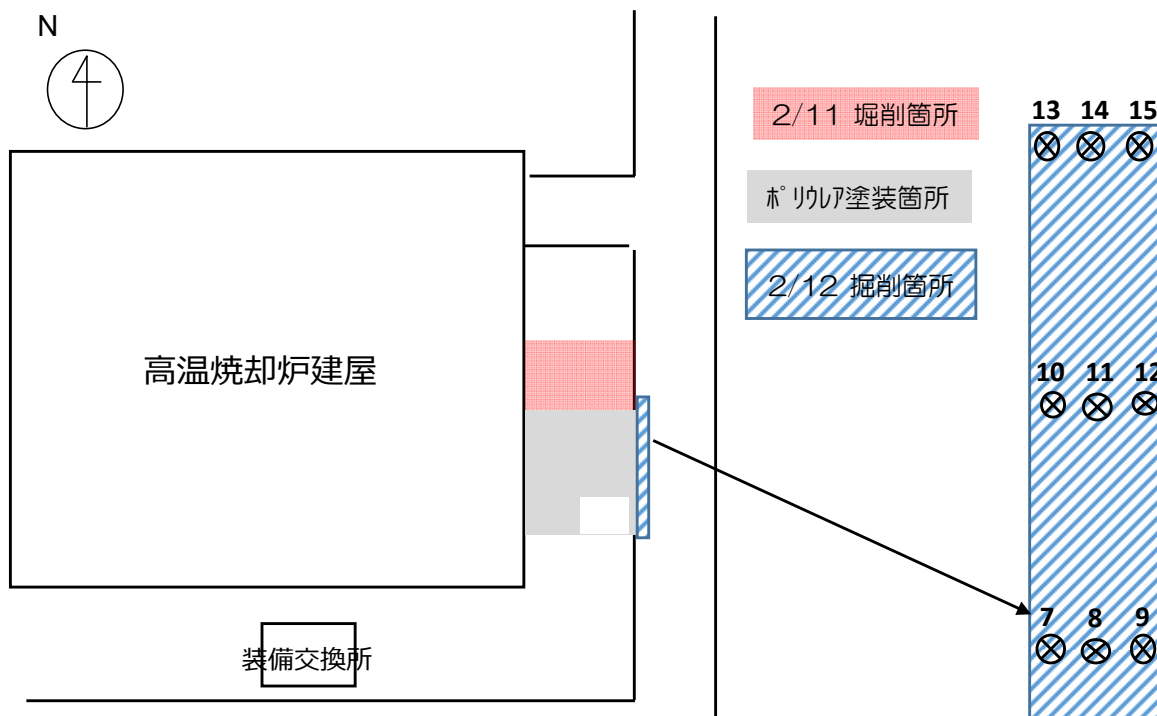 N
2/11 堀削箇所
ﾎﾟﾘｳﾚｱ塗装箇所
2/12 掘削箇所
高温焼却炉建屋
装備交換所
13 14 15
10 11 12
7 8 9